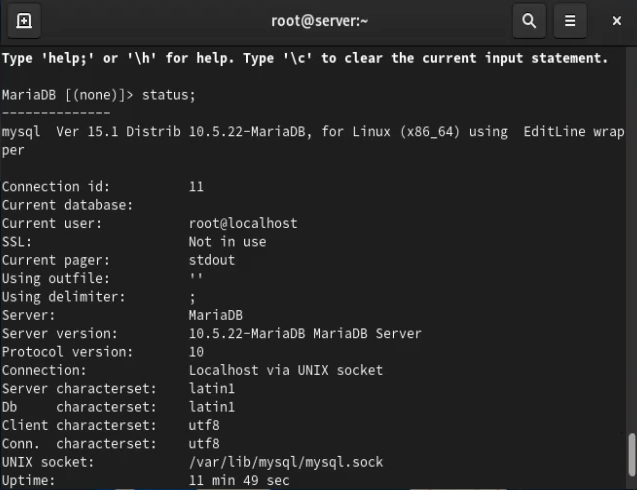 root@server:~
Type 'help;' or '\h' for help. Type '\c' to clear the current input statement.
MariaDB [(none)]> status;
--------------
mysql  Ver 15.1 Distrib 10.5.22-MariaDB, for Linux (x86_64) using  EditLine wrap
per
Connection id:          11
Current database:
Current user:           root@localhost
SSL:                    Not in use
Current pager:          stdout
Using outfile:          ''
Using delimiter:        ;
Server:                 MariaDB
Server version:         10.5.22-MariaDB MariaDB Server
Protocol version:       10
Connection:             Localhost via UNIX socket
Server characterset:    latin1
Db     characterset:    latin1
Client characterset:    utf8
Conn.  characterset:    utf8
UNIX socket:            /var/lib/mysql/mysql.sock
Uptime:                 11 min 49 sec